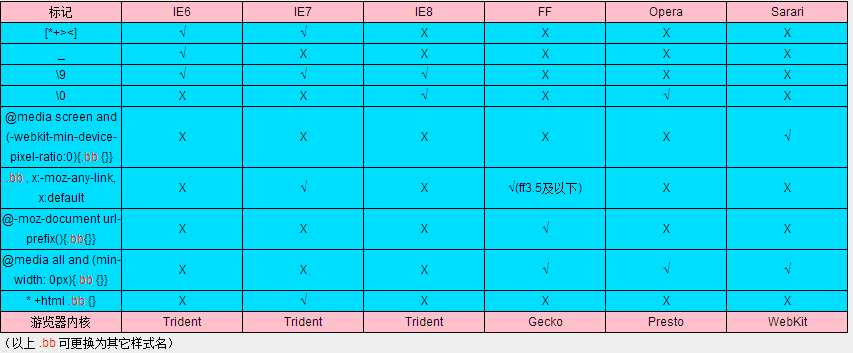 标记 IE6 IE7 IE8 FF Opera Sarari
[*+><] √ √ X X X X
_ √ X X X X X
\9 √ √ √ X X X
\0 X X √ X √ X
@media screen and
(-webkit-min-device-
pixel-ratio:0){.bb {}} X X X X X √
.bb , x:-moz-any-link,
x:default X √ X √(ff3.5及以下) X X
@-moz-document url-
prefix(){.bb{}} X X X √ X X
@media all and (min-
width: 0px){.bb {}} X X X √ √ √
* +html .bb {} X √ X X X X
游览器内核 Trident Trident Trident Gecko Presto WebKit
（以上 .bb 可更换为其它样式名）